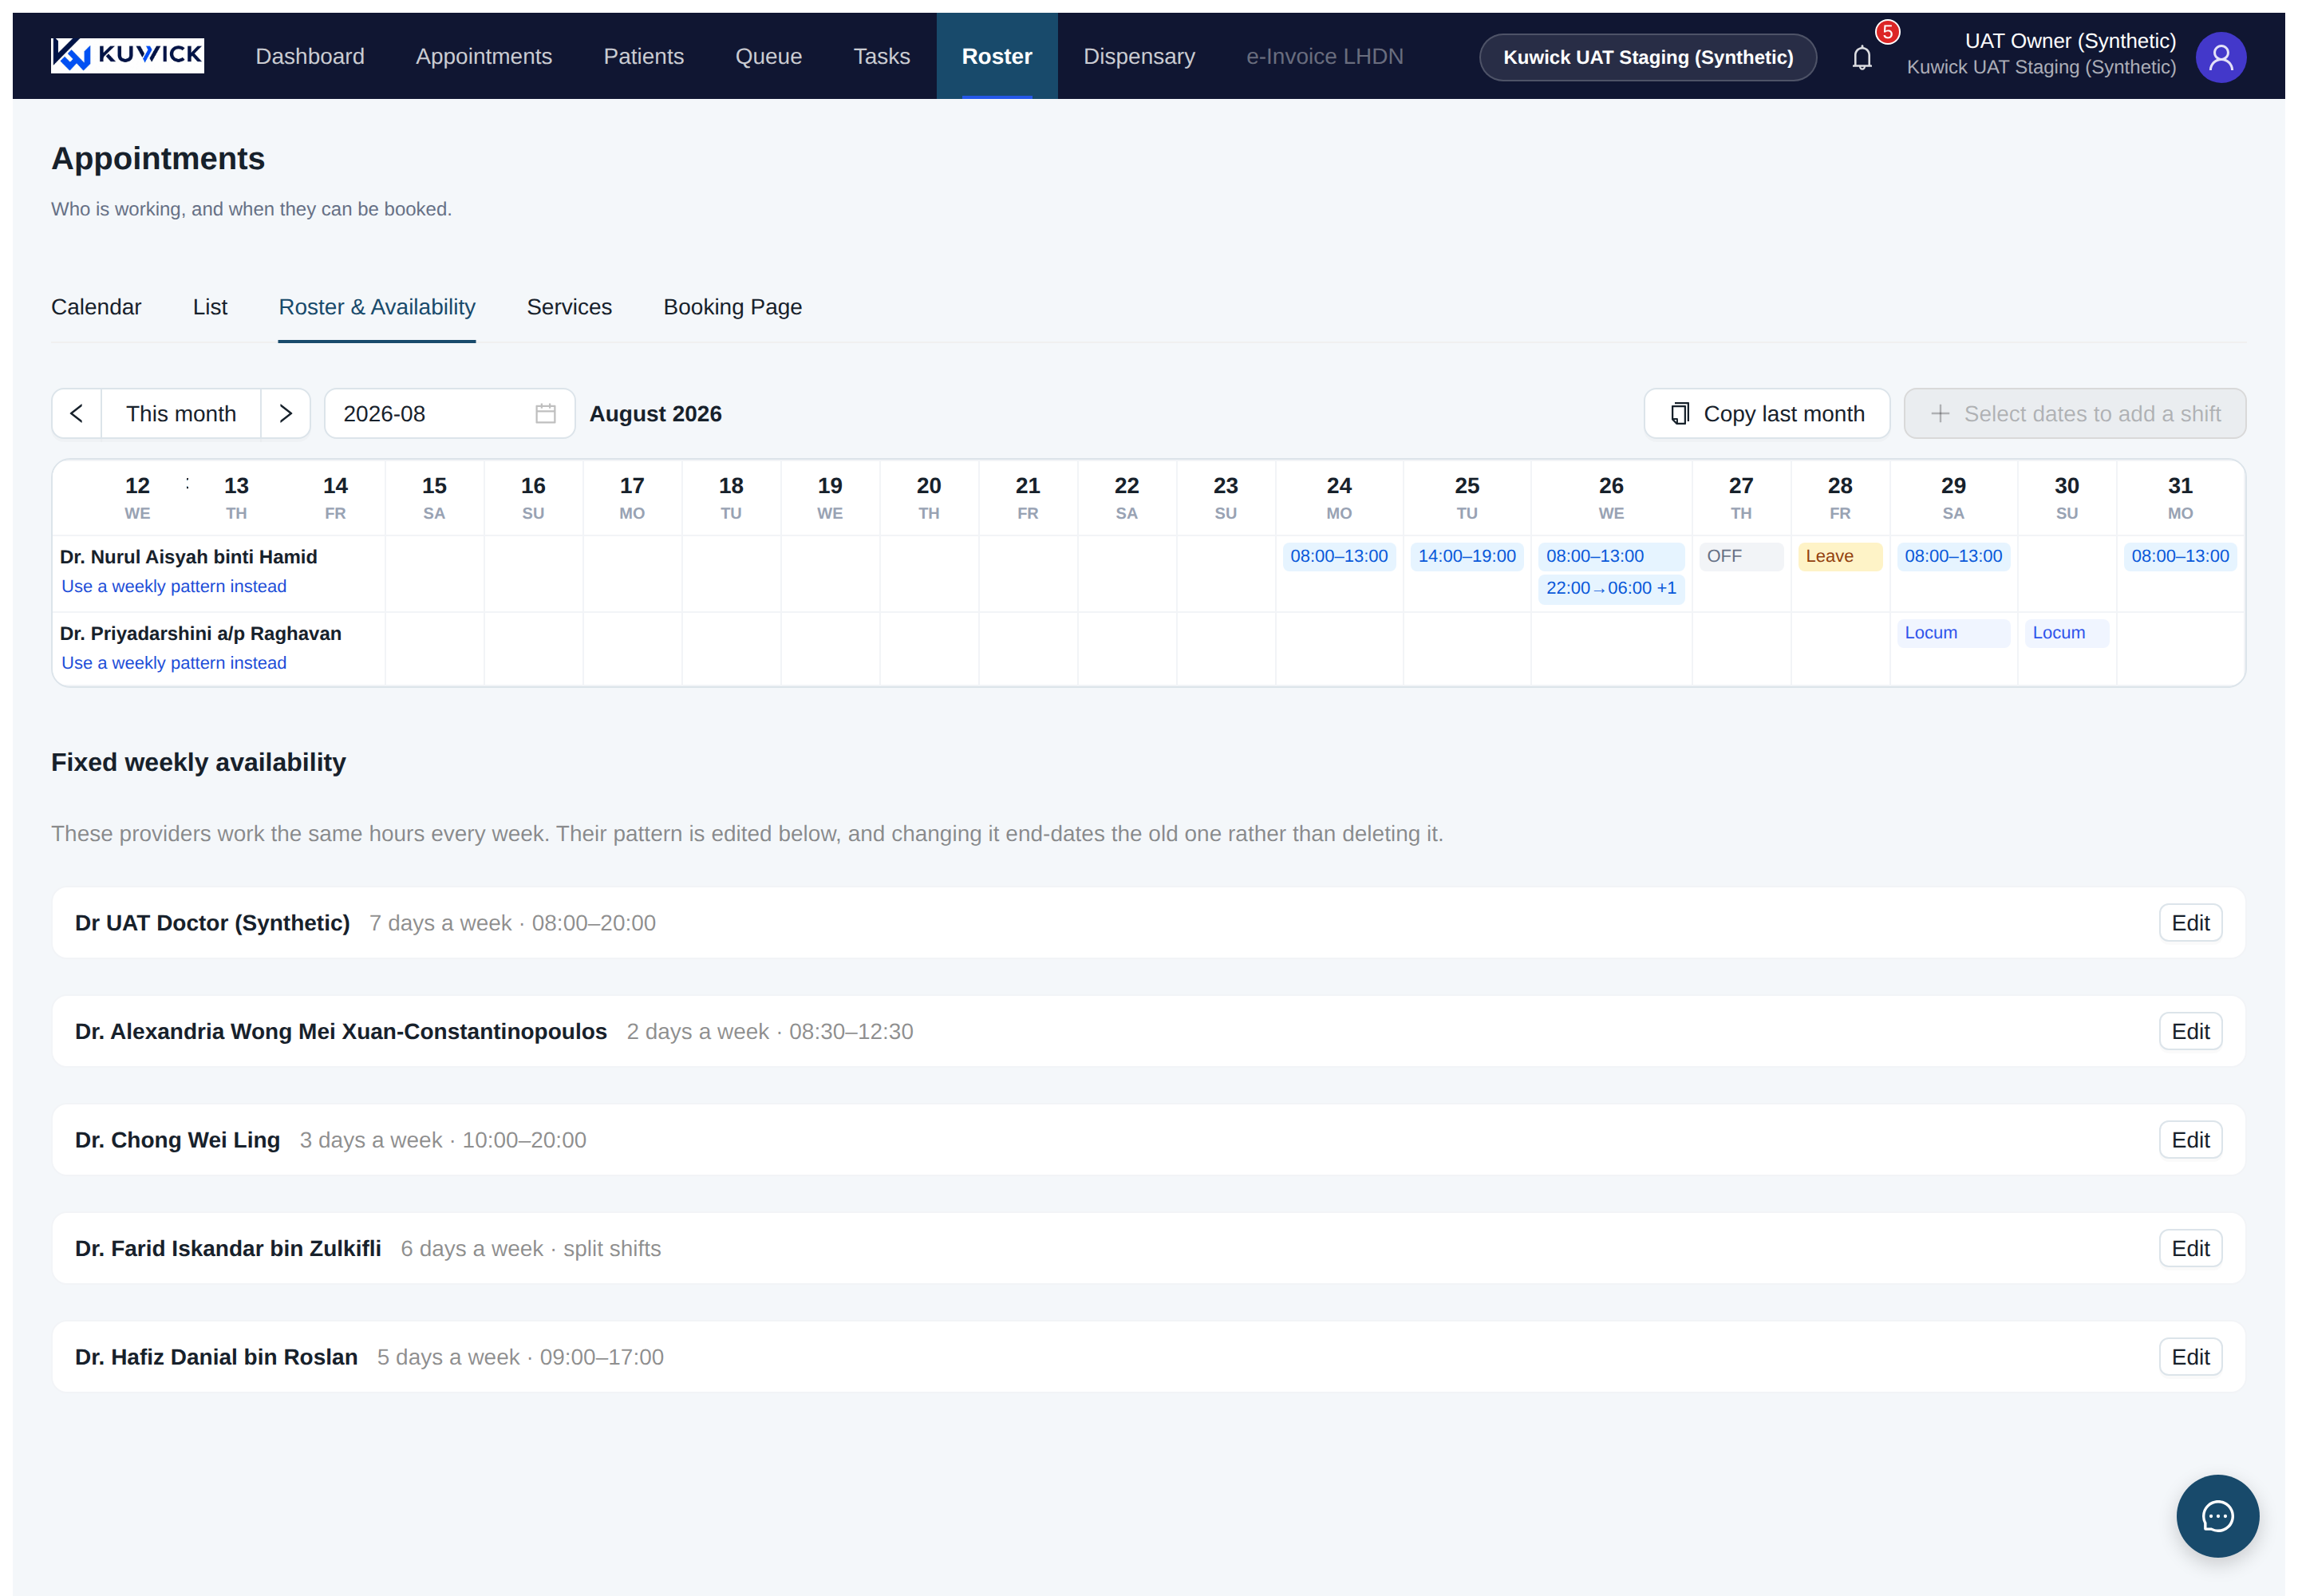 KUWICK Dashboard Appointments Patients Queue Tasks Roster Dispensary e-Invoice LHDN Kuwick UAT Staging (Synthetic) 5 UAT Owner (Synthetic)
Kuwick UAT Staging (Synthetic)
Appointments
Who is working, and when they can be booked.
Calendar List Roster & Availability Services Booking Page
This month 2026-08 August 2026 Copy last month Select dates to add a shift
12 13 14 15 16 17 18 19 20 21 22 23 24 25 26 27 28 29 30 31
WE TH FR SA SU MO TU WE TH FR SA SU MO TU WE TH FR SA SU MO
Dr. Nurul Aisyah binti Hamid 08:00–13:00 14:00–19:00 08:00–13:00 OFF Leave 08:00–13:00 08:00–13:00
Use a weekly pattern instead 22:00→06:00 +1
Dr. Priyadarshini a/p Raghavan Locum Locum
Use a weekly pattern instead
Fixed weekly availability
These providers work the same hours every week. Their pattern is edited below, and changing it end-dates the old one rather than deleting it.
Dr UAT Doctor (Synthetic) 7 days a week · 08:00–20:00 Edit
Dr. Alexandria Wong Mei Xuan-Constantinopoulos 2 days a week · 08:30–12:30 Edit
Dr. Chong Wei Ling 3 days a week · 10:00–20:00 Edit
Dr. Farid Iskandar bin Zulkifli 6 days a week · split shifts Edit
Dr. Hafiz Danial bin Roslan 5 days a week · 09:00–17:00 Edit